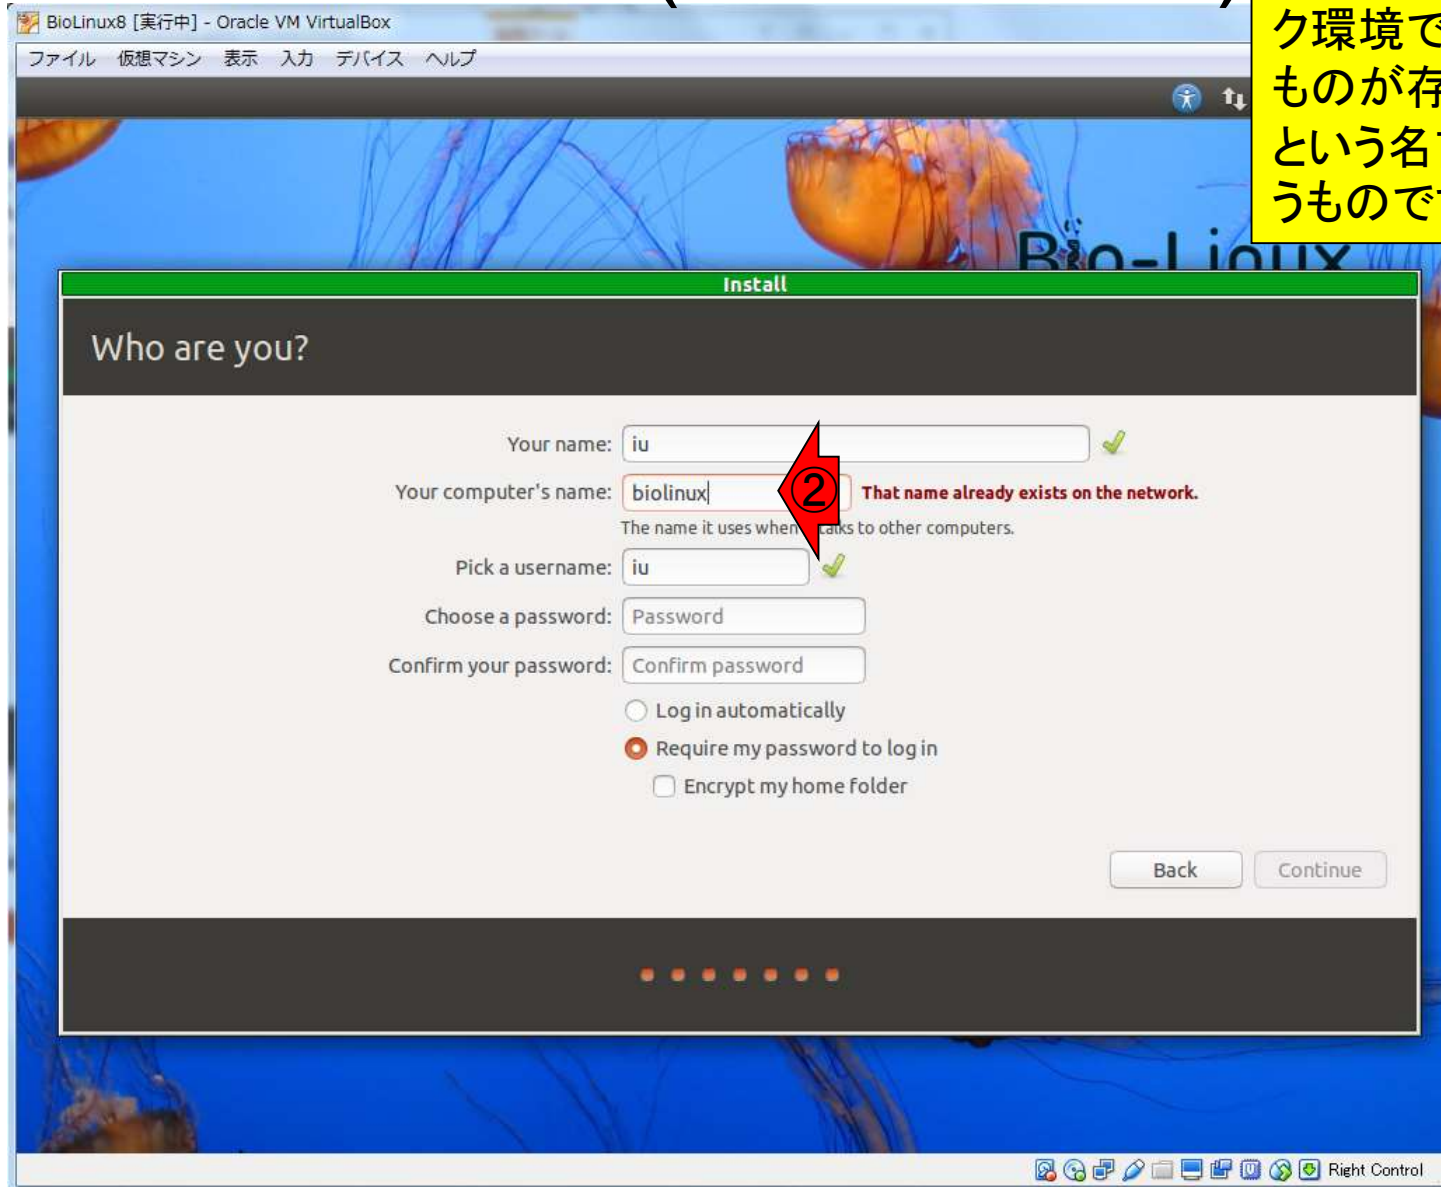 BioLinux8 [実行中] - Oracle VM VirtualBox
ク環境で
ファイル 仮想マシン 表示 入力 デバイス ヘルプ
ものが存
という名
うものです
Bio-Linux
Install
Who are you?
Your name: iu
Your computer's name: biolinux ② That name already exists on the network.
The name it uses when talks to other computers.
Pick a username: iu
Choose a password: Password
Confirm your password: Confirm password
Log in automatically
Require my password to log in
Encrypt my home folder
Back Continue
Right Control